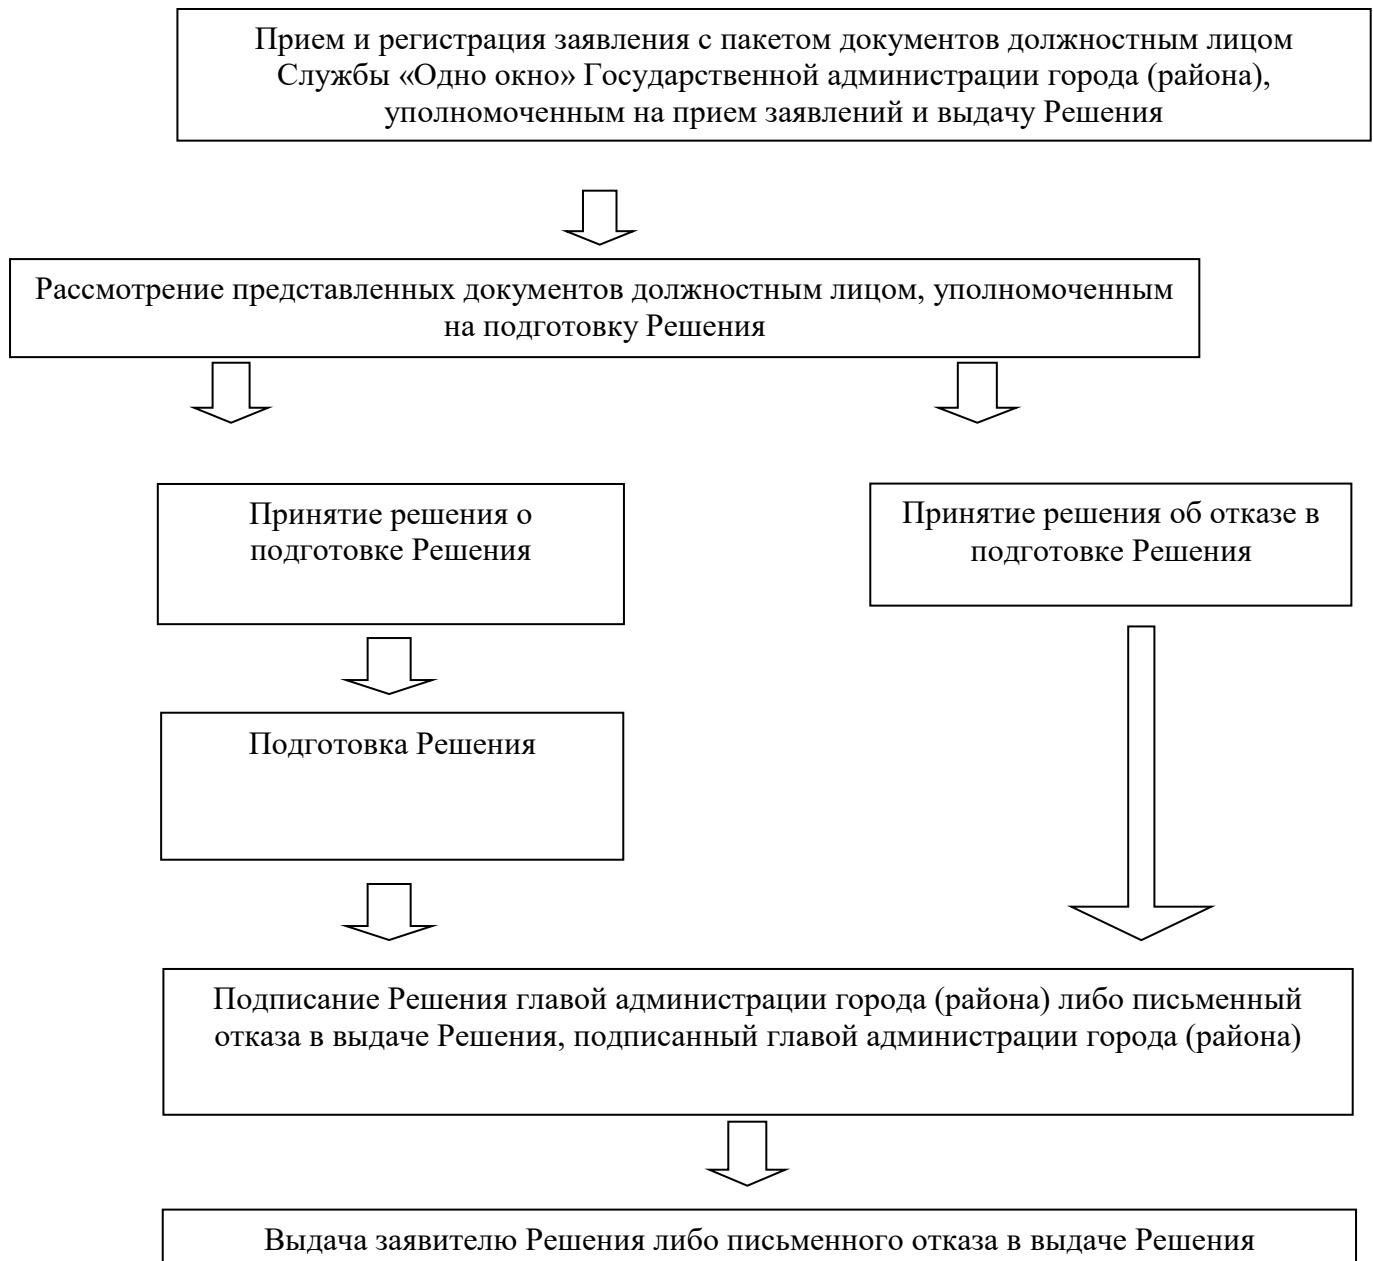 Прием и регистрация заявления с пакетом документов должностным лицом
Службы «Одно окно» Государственной администрации города (района),
уполномоченным на прием заявлений и выдачу Решения
Рассмотрение представленных документов должностным лицом, уполномоченным
на подготовку Решения
Принятие решения о
подготовке Решения
Принятие решения об отказе в
подготовке Решения
Подготовка Решения
Подписание Решения главой администрации города (района) либо письменный
отказа в выдаче Решения, подписанный главой администрации города (района)
Выдача заявителю Решения либо письменного отказа в выдаче Решения